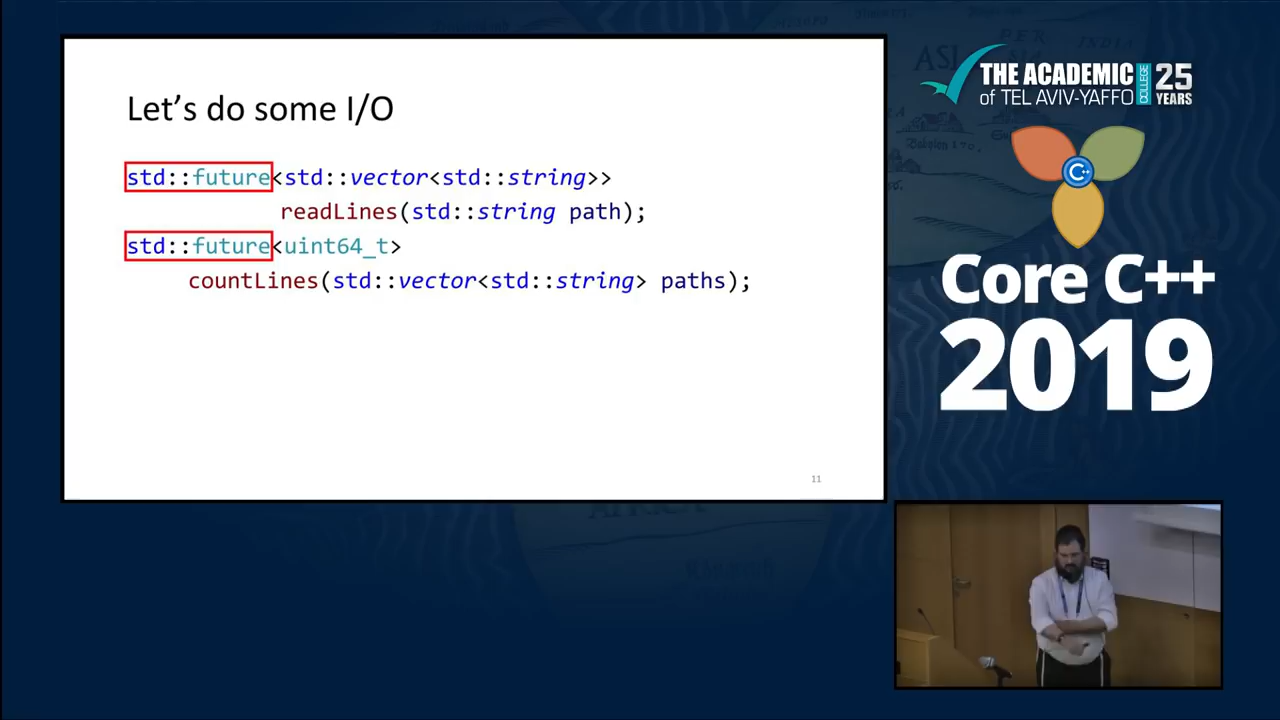 Let's do some I/O
std::future<std::vector<std::string>>
readLines(std::string path);
std::future<uint64_t>
countLines(std::vector<std::string> paths);
11
THE ACADEMIC
of TEL AVIV-YAFFO
COLLEGE
25
YEARS
C++
Core C++
2019